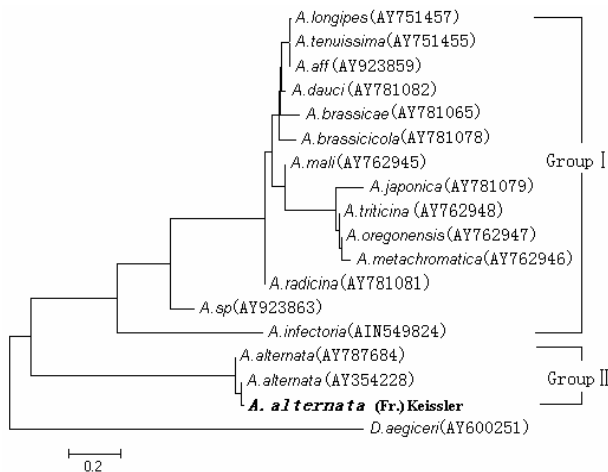 A.longipes(AY751457)
A.tenuissima(AY751455)
A.aff(AY923859)
A.dauci(AY781082)
A.brassicae(AY781065)
A.brassicicola(AY781078)
A.mali(AY762945)
Group I
A.japonica(AY781079)
A.triticina(AY762948)
A.oregonensis(AY762947)
A.metachromatica(AY762946)
A.radicina(AY781081)
A.sp(AY923863)
A.infectoria(AIN549824)
A.alternata(AY787684)
A.alternata(AY354228)
Group II
A.alternata (Fr.) Keissler
D.aegiceri(AY600251)
0.2